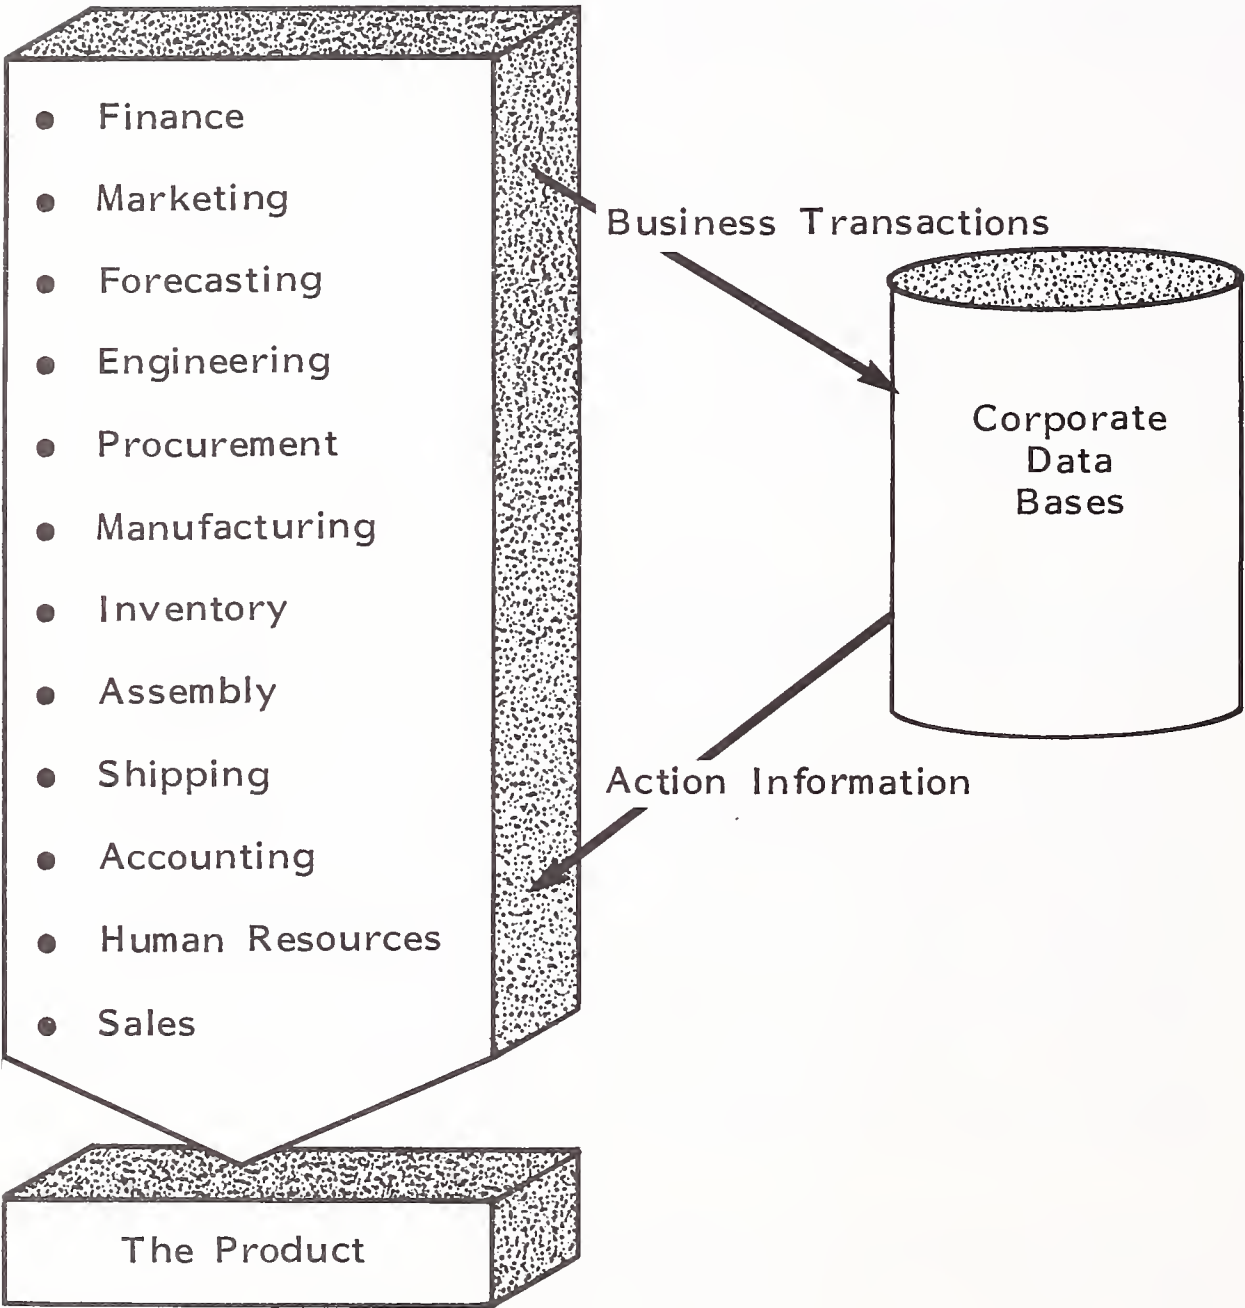 • Finance
• Marketing
• Forecasting
• Engineering
• Procurement
• Manufacturing
• Inventory
• Assembly
• Shipping
• Accounting
• Human Resources
• Sales
Business Transactions
Corporate
Data
Bases
Action Information
The Product